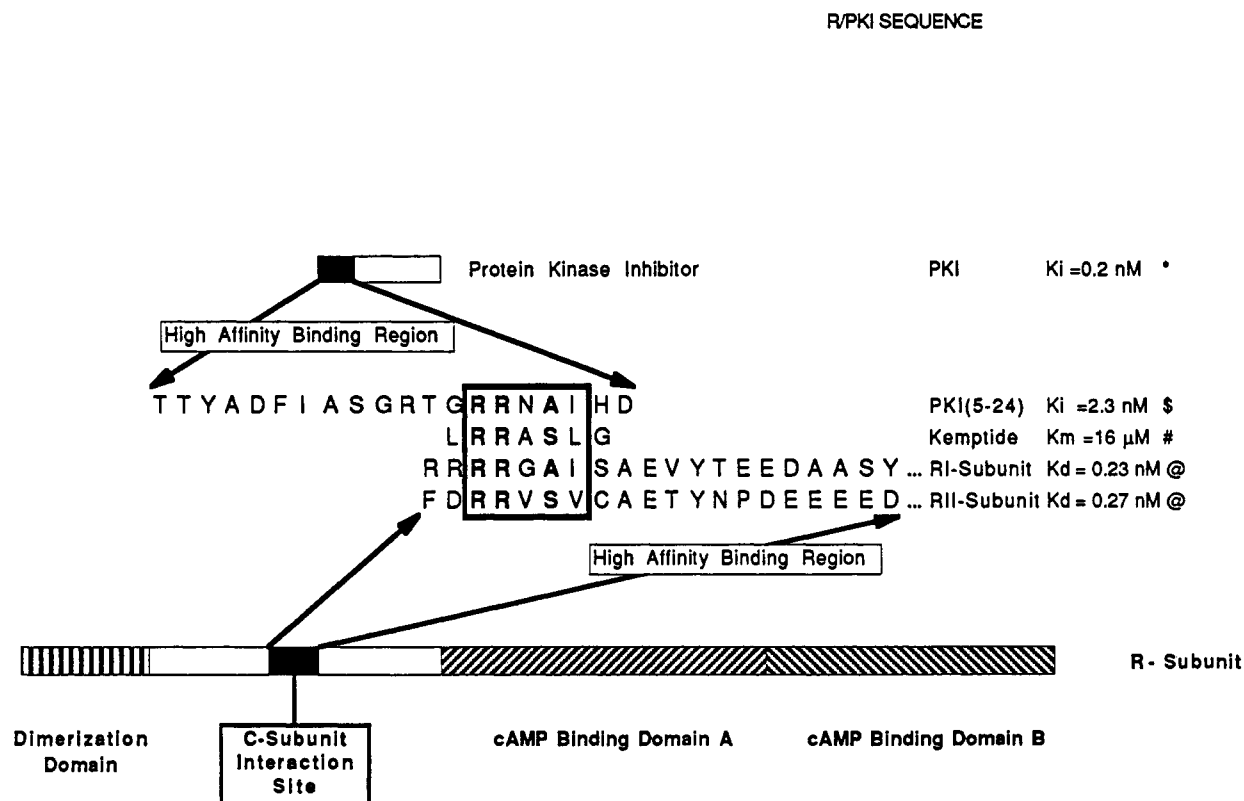 R/PKI SEQUENCE
Protein Kinase Inhibitor PKI Ki =0.2 nM *
High Affinity Binding Region
T T Y A D F I A S G R T G R R N A I H D PKI(5-24) Ki =2.3 nM $
L R R A S L G Kemptide Km =16 µM #
R R R R G A I S A E V Y T E E D A A S Y ... RI-Subunit Kd = 0.23 nM @
F D R R V S V C A E T Y N P D E E E E D ... RII-Subunit Kd = 0.27 nM @
High Affinity Binding Region
R - Subunit
Dimerization Domain
C-Subunit Interaction Site
cAMP Binding Domain A
cAMP Binding Domain B